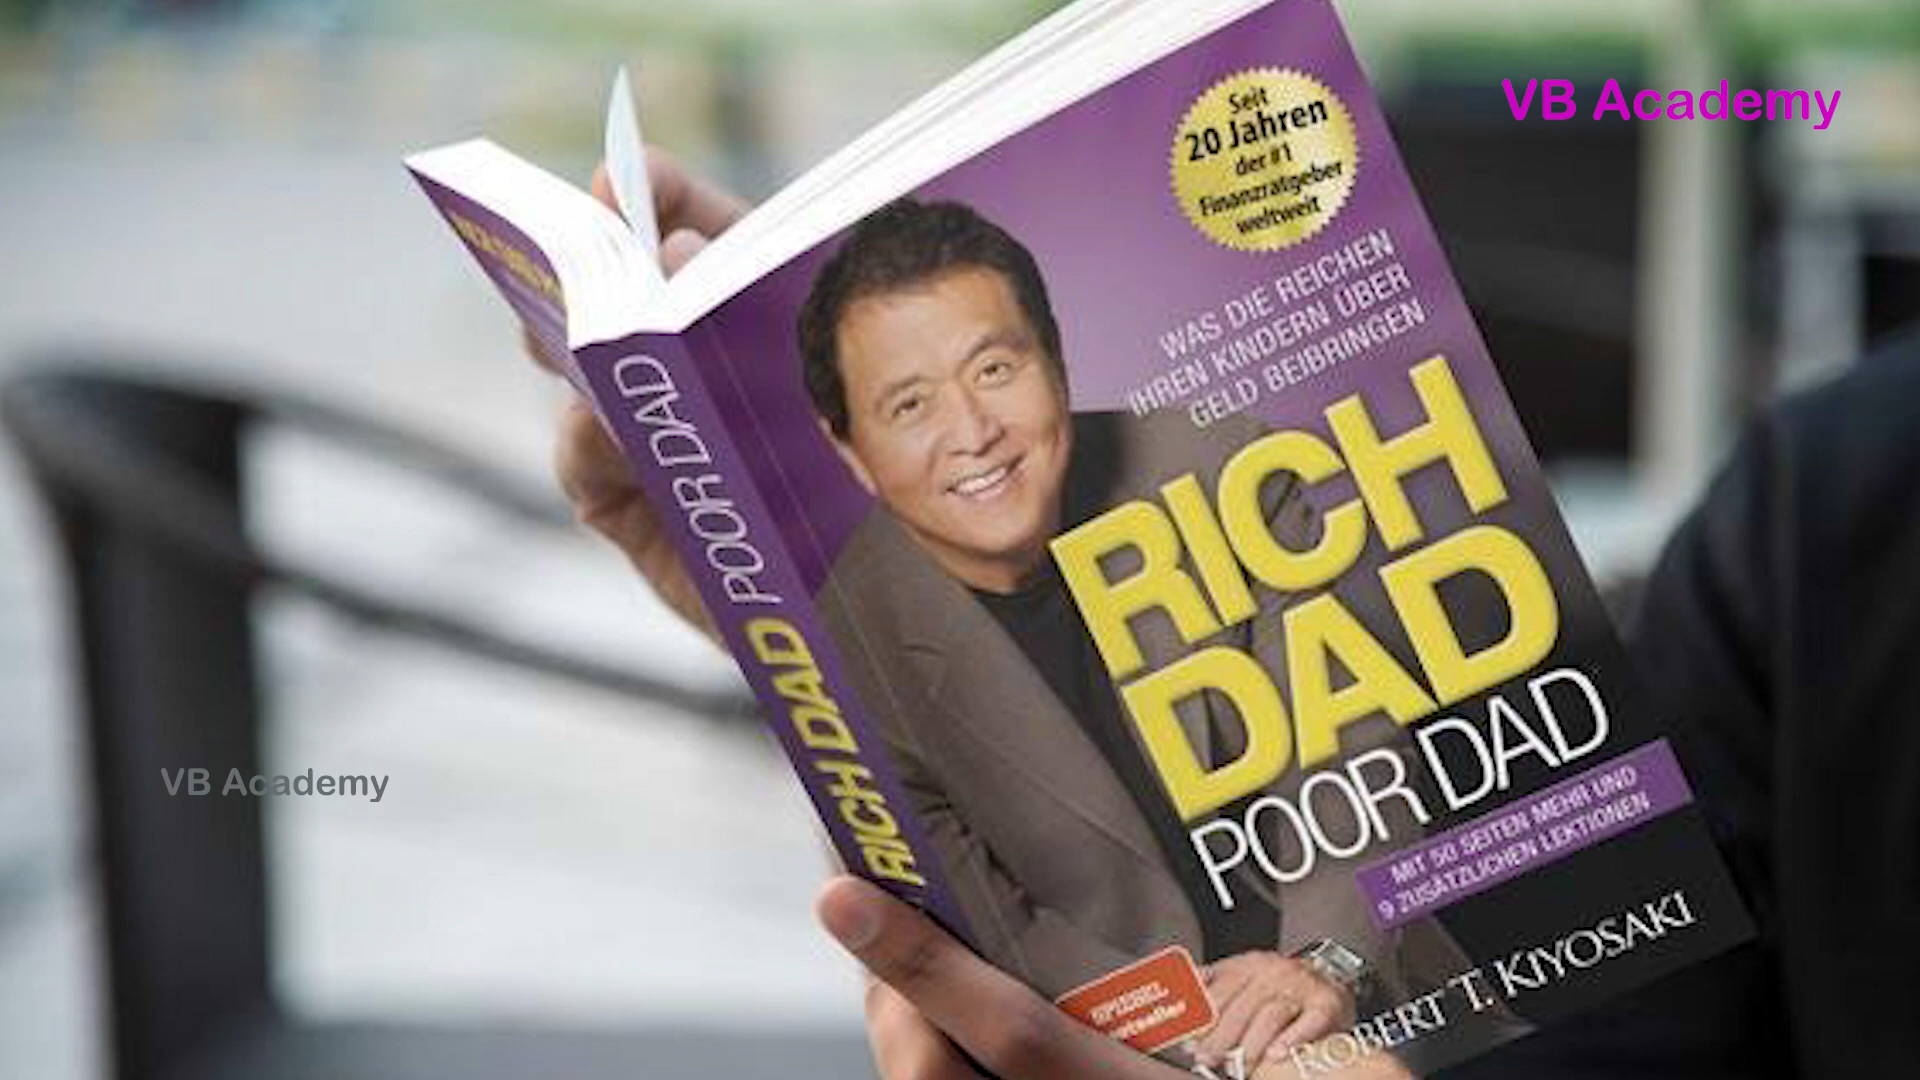 VB Academy
Seit
20 Jahren
der #1
Finanzratgeber
weltweit
WAS DIE REICHEN
IHREN KINDERN ÜBER
GELD BEIBRINGEN
RICH
DAD
POOR DAD
MIT 50 SEITEN MEHR UND
9 ZUSÄTZLICHEN LEKTIONEN
ROBERT T. KIYOSAKI
SPIEGEL
RICH DAD POOR DAD
VB Academy